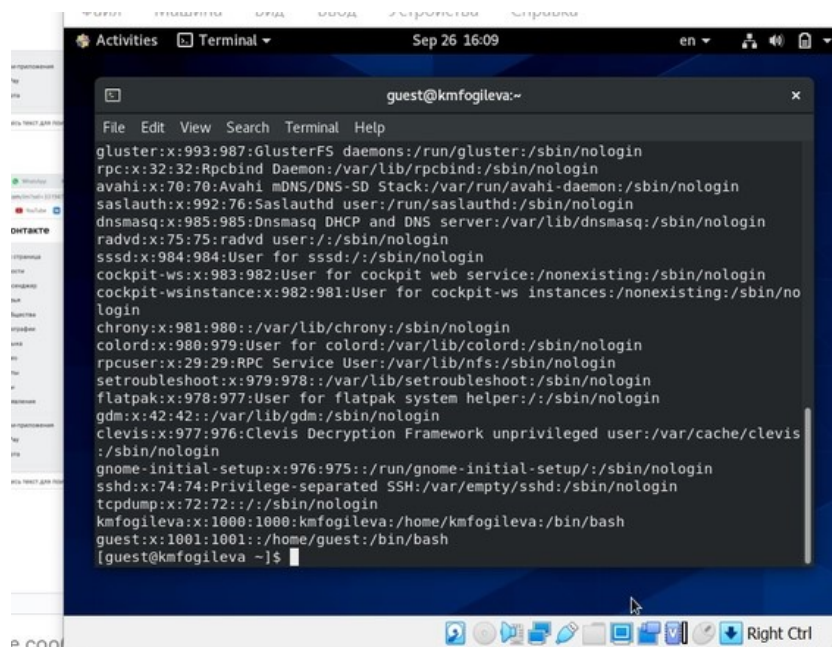 Файл Машина Вид Ввод Устройства Справка
Activities Terminal Sep 26 16:09 en
guest@kmfogileva:~ ×
File Edit View Search Terminal Help
gluster:x:993:987:GlusterFS daemons:/run/gluster:/sbin/nologin
rpc:x:32:32:Rpcbind Daemon:/var/lib/rpcbind:/sbin/nologin
avahi:x:70:70:Avahi mDNS/DNS-SD Stack:/var/run/avahi-daemon:/sbin/nologin
saslauth:x:992:76:Saslauthd user:/run/saslauthd:/sbin/nologin
dnsmasq:x:985:985:Dnsmasq DHCP and DNS server:/var/lib/dnsmasq:/sbin/nologin
radvd:x:75:75:radvd user:/:/sbin/nologin
sssd:x:984:984:User for sssd:/:/sbin/nologin
cockpit-ws:x:983:982:User for cockpit web service:/nonexisting:/sbin/nologin
cockpit-wsinstance:x:982:981:User for cockpit-ws instances:/nonexisting:/sbin/no
login
chrony:x:981:980::/var/lib/chrony:/sbin/nologin
colord:x:980:979:User for colord:/var/lib/colord:/sbin/nologin
rpcuser:x:29:29:RPC Service User:/var/lib/nfs:/sbin/nologin
setroubleshoot:x:979:978::/var/lib/setroubleshoot:/sbin/nologin
flatpak:x:978:977:User for flatpak system helper:/:/sbin/nologin
gdm:x:42:42::/var/lib/gdm:/sbin/nologin
clevis:x:977:976:Clevis Decryption Framework unprivileged user:/var/cache/clevis
:/sbin/nologin
gnome-initial-setup:x:976:975::/run/gnome-initial-setup/:/sbin/nologin
sshd:x:74:74:Privilege-separated SSH:/var/empty/sshd:/sbin/nologin
tcpdump:x:72:72::/:/sbin/nologin
kmfogileva:x:1000:1000:kmfogileva:/home/kmfogileva:/bin/bash
guest:x:1001:1001::/home/guest:/bin/bash
[guest@kmfogileva ~]$
Right Ctrl
WhatsApp
YouTube